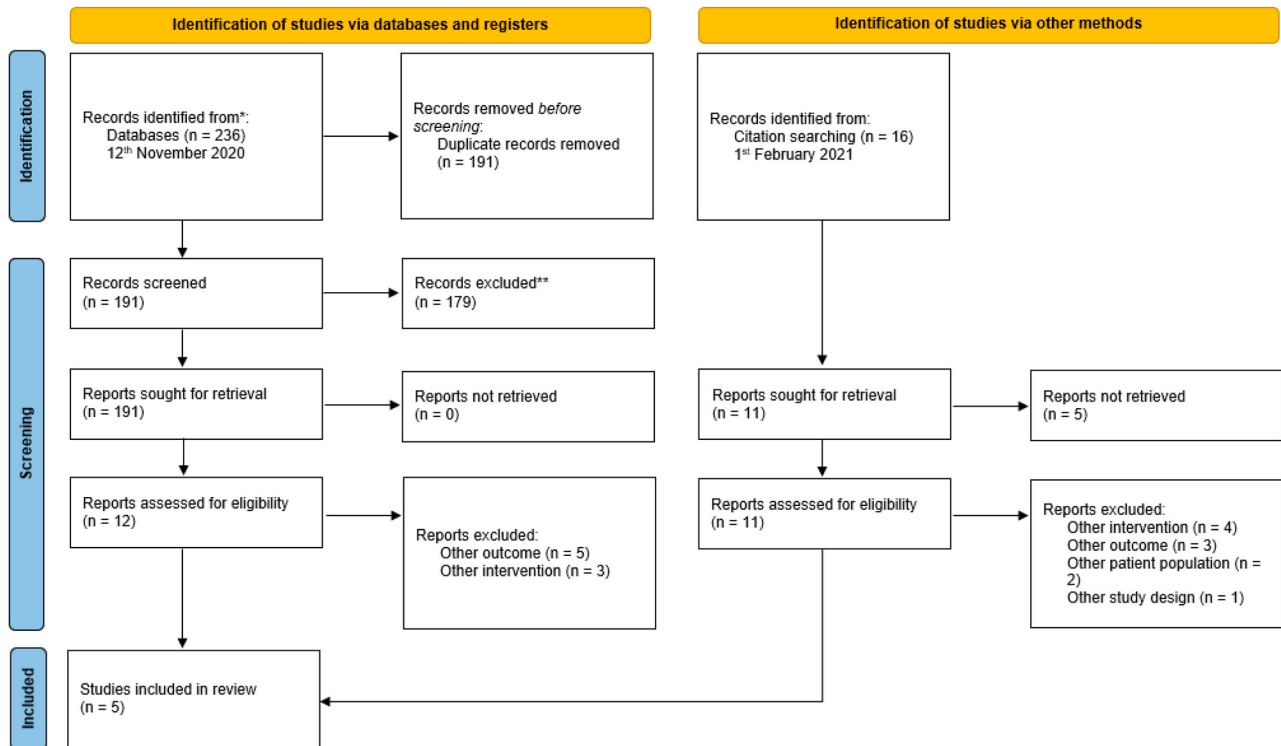 Identification of studies via databases and registers
Identification of studies via other methods
Identification
Records identified from*:
Databases (n = 236)
12th November 2020
Records removed before
screening:
Duplicate records removed
(n = 191)
Records identified from:
Citation searching (n = 16)
1st February 2021
Screening
Records screened
(n = 191)
Records excluded**
(n = 179)
Reports sought for retrieval
(n = 191)
Reports not retrieved
(n = 0)
Reports sought for retrieval
(n = 11)
Reports not retrieved
(n = 5)
Reports assessed for eligibility
(n = 12)
Reports excluded:
Other outcome (n = 5)
Other intervention (n = 3)
Reports assessed for eligibility
(n = 11)
Reports excluded:
Other intervention (n = 4)
Other outcome (n = 3)
Other patient population (n =
2)
Other study design (n = 1)
Included
Studies included in review
(n = 5)